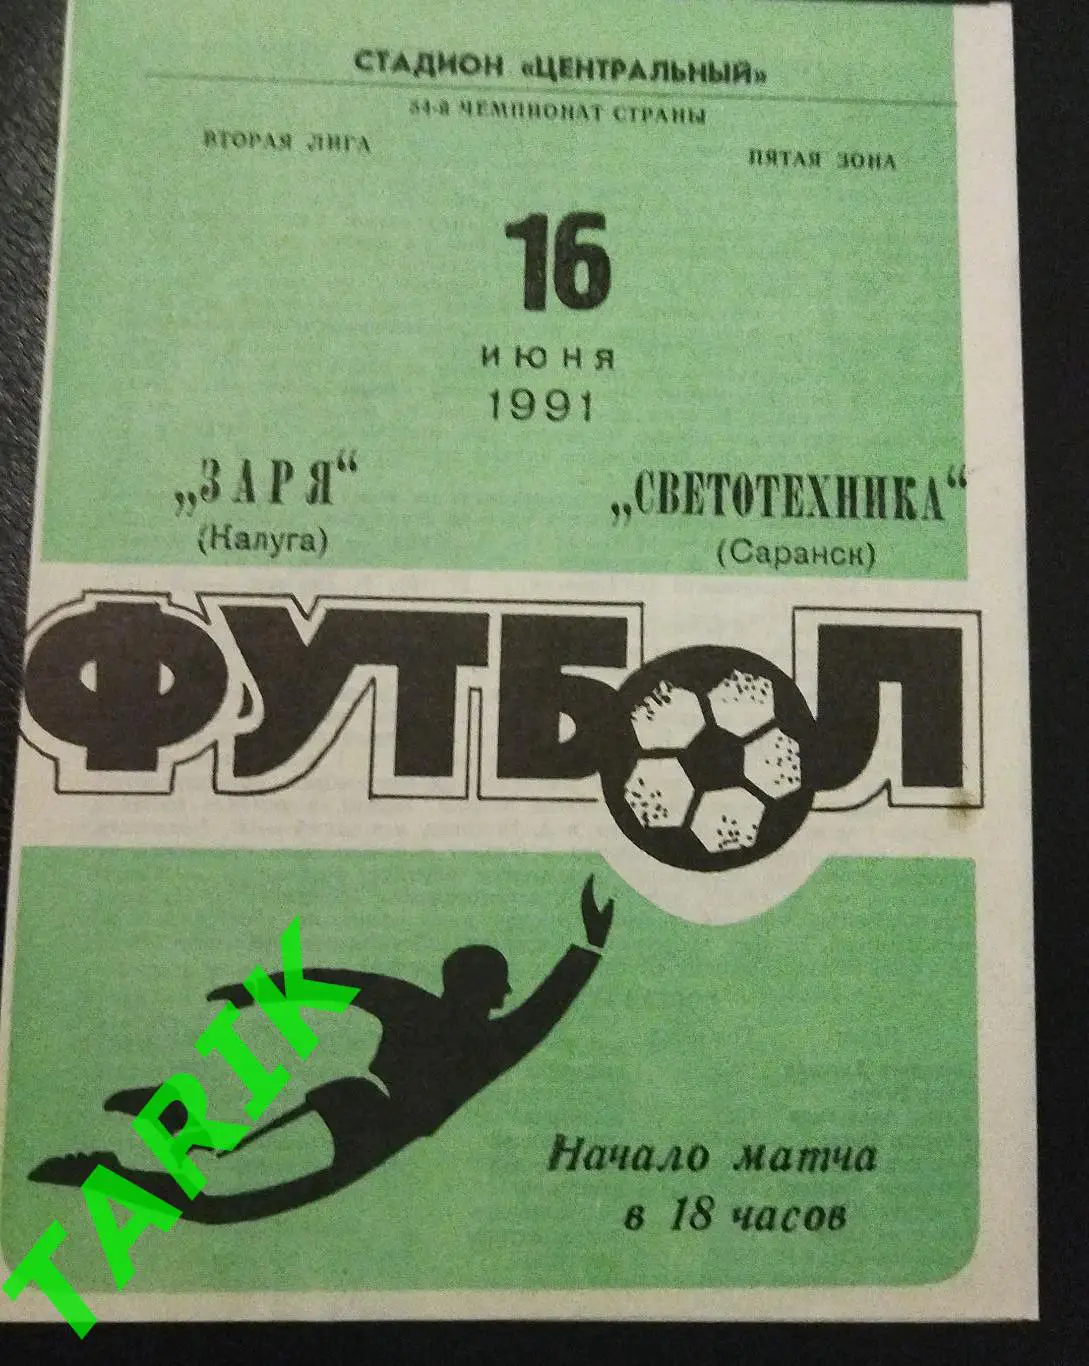 СТАДИОН «ЦЕНТРАЛЬНЫЙ»
54-й ЧЕМПИОНАТ СТРАНЫ
ВТОРАЯ ЛИГА
ПЯТАЯ ЗОНА
16
ИЮНЯ
1991
„ЗАРЯ“
(Калуга)
„СВЕТОТЕХНИКА“
(Саранск)
ФУТБОЛ
Начало матча
в 18 часов
TARIK